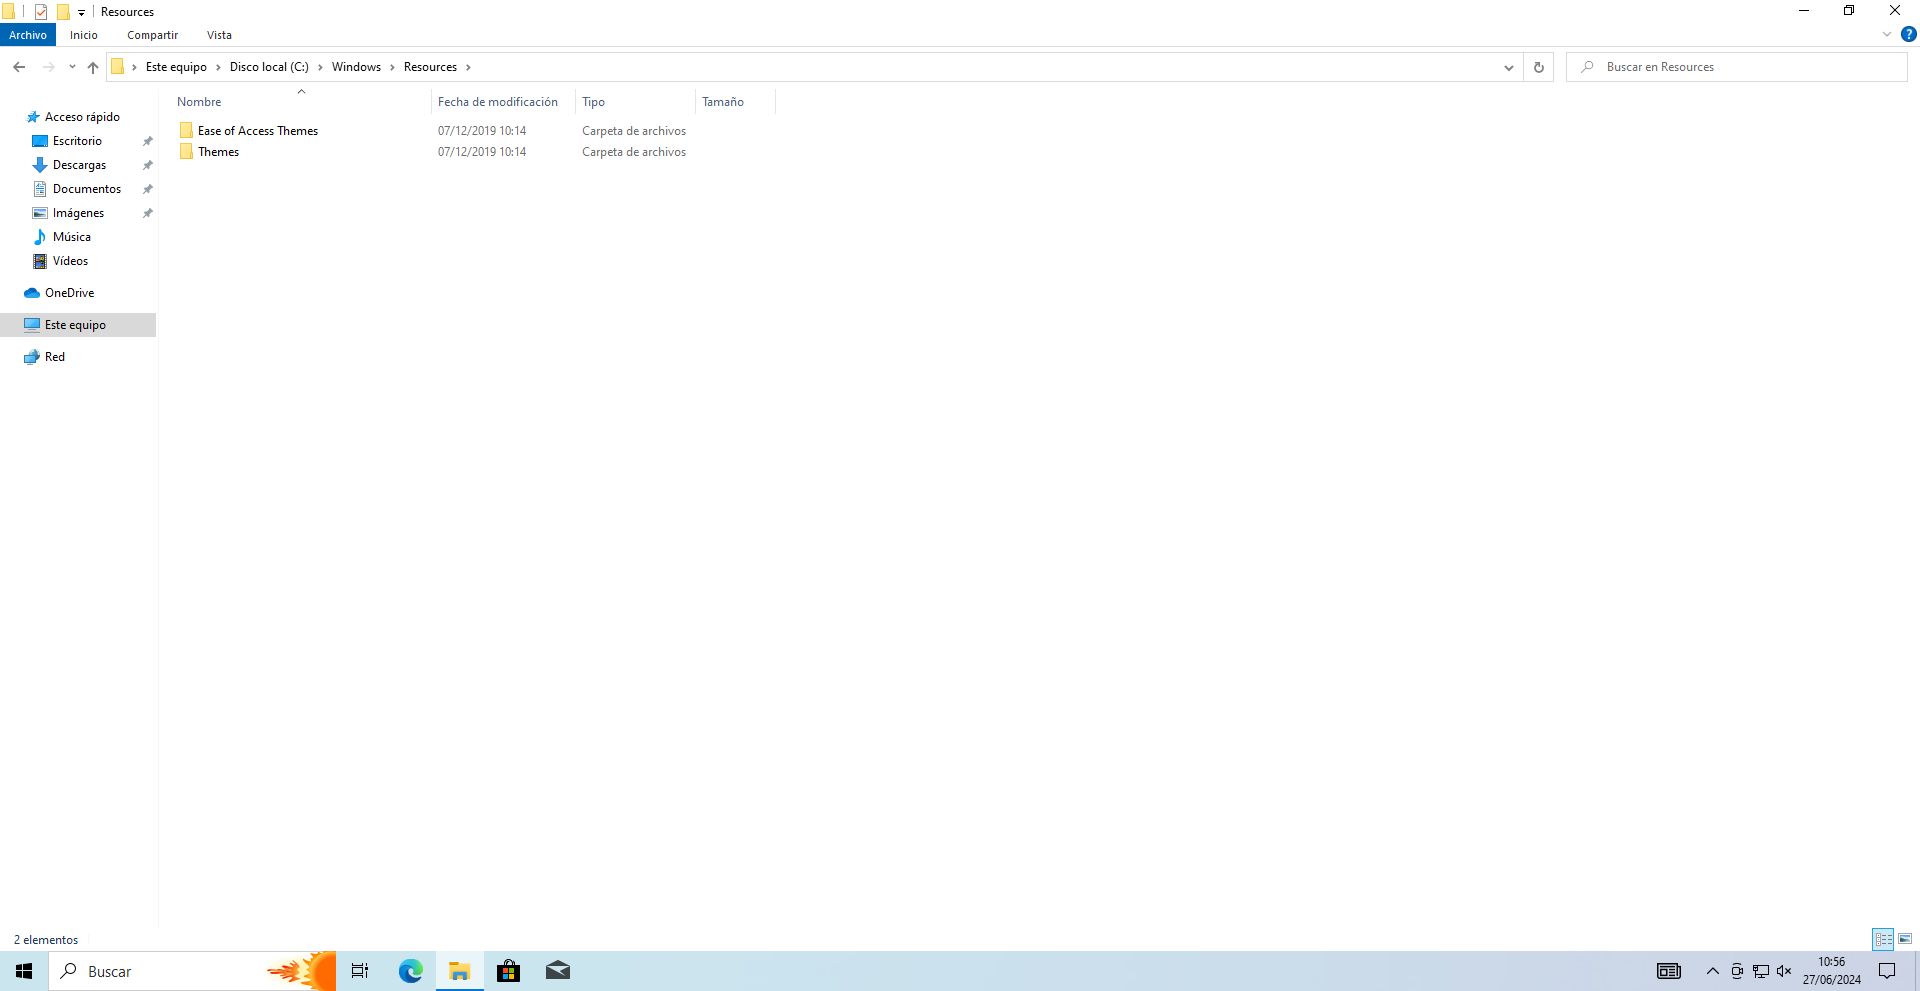 Resources
Archivo Inicio Compartir Vista
Este equipo Disco local (C:) Windows Resources
Buscar en Resources
Nombre Fecha de modificación Tipo Tamaño
Ease of Access Themes 07/12/2019 10:14 Carpeta de archivos
Themes 07/12/2019 10:14 Carpeta de archivos
Acceso rápido
Escritorio
Descargas
Documentos
Imágenes
Música
Vídeos
OneDrive
Este equipo
Red
2 elementos
Buscar
10:56
27/06/2024